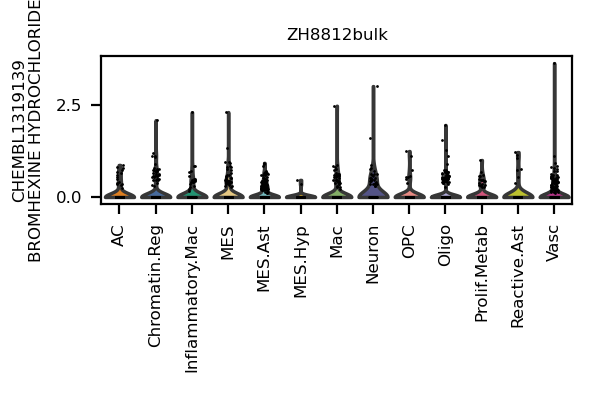 ZH8812bulk
CHEMBL1319139
BROMHEXINE HYDROCHLORIDE
2.5
0.0
AC
Chromatin.Reg
Inflammatory.Mac
MES
MES.Ast
MES.Hyp
Mac
Neuron
OPC
Oligo
Prolif.Metab
Reactive.Ast
Vasc